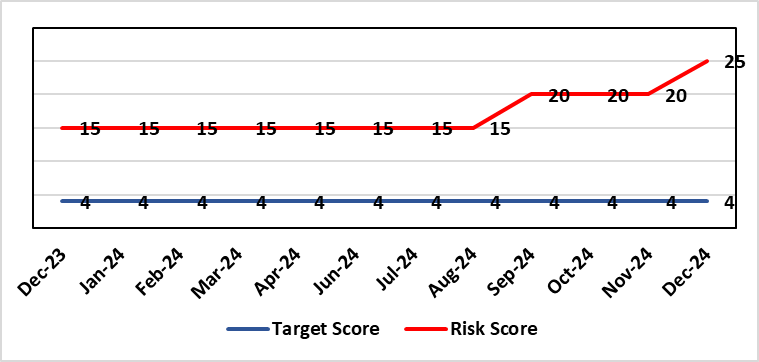 25
20 20 20
15 15 15 15 15 15 15 15
4 4 4 4 4 4 4 4 4 4 4 4
Dec-23 Jan-24 Feb-24 Mar-24 Apr-24 Jun-24 Jul-24 Aug-24 Sep-24 Oct-24 Nov-24 Dec-24
Target Score Risk Score